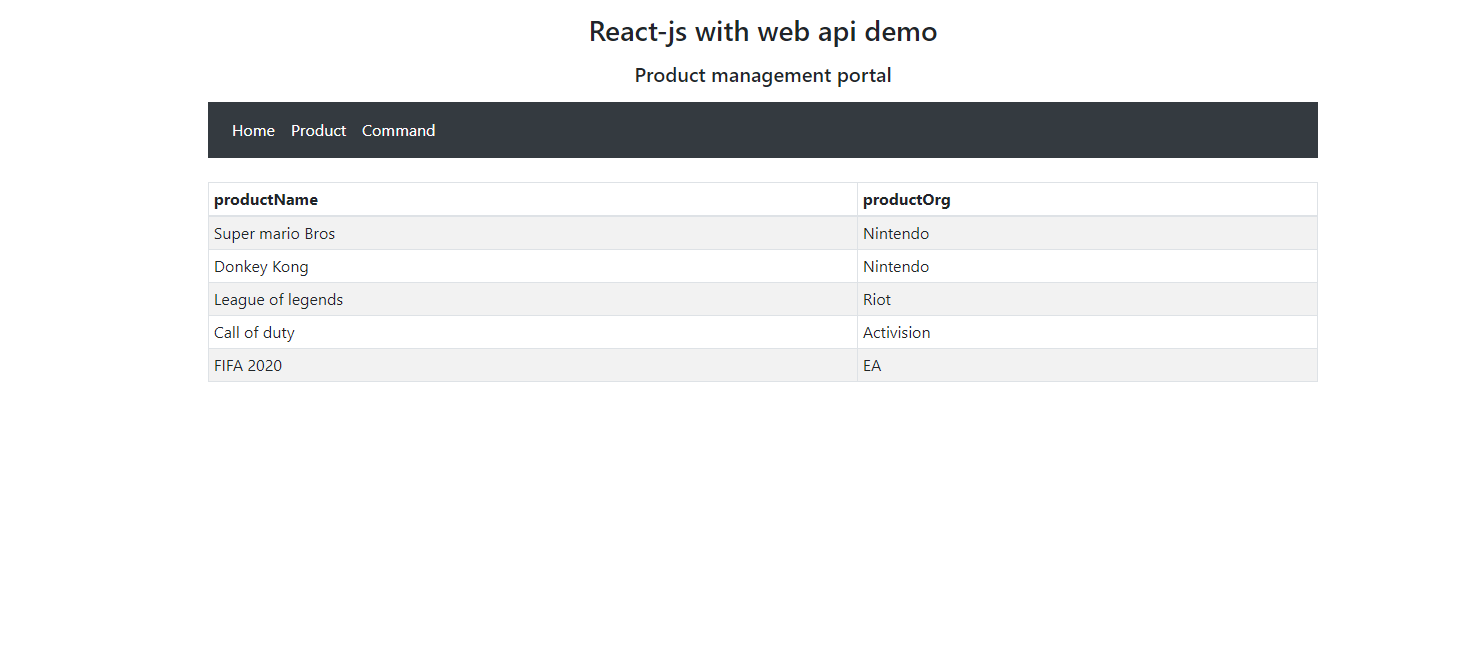 React-js with web api demo
Product management portal
Home Product Command
productName productOrg
Super mario Bros Nintendo
Donkey Kong Nintendo
League of legends Riot
Call of duty Activision
FIFA 2020 EA